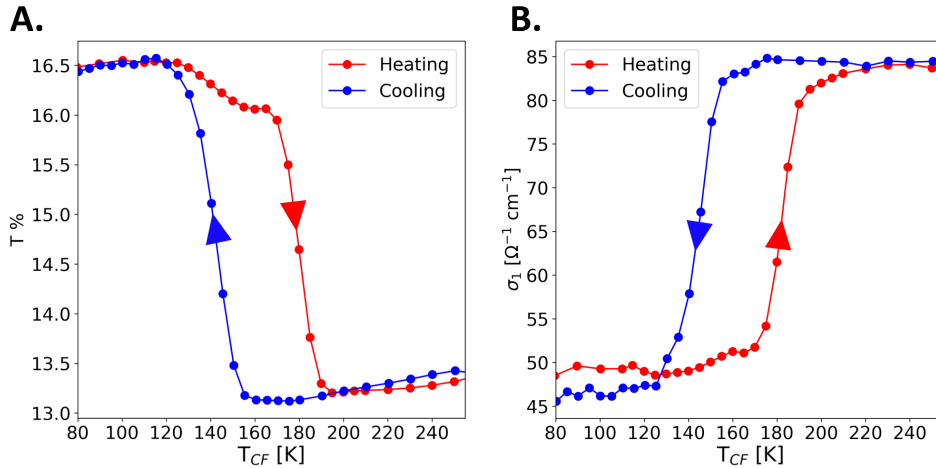 A.
Heating
Cooling
T %
16.5
16.0
15.5
15.0
14.5
14.0
13.5
13.0
80 100 120 140 160 180 200 220 240
T_CF [K]
B.
Heating
Cooling
σ₁ [Ω⁻¹ cm⁻¹]
85
80
75
70
65
60
55
50
45
80 100 120 140 160 180 200 220 240
T_CF [K]